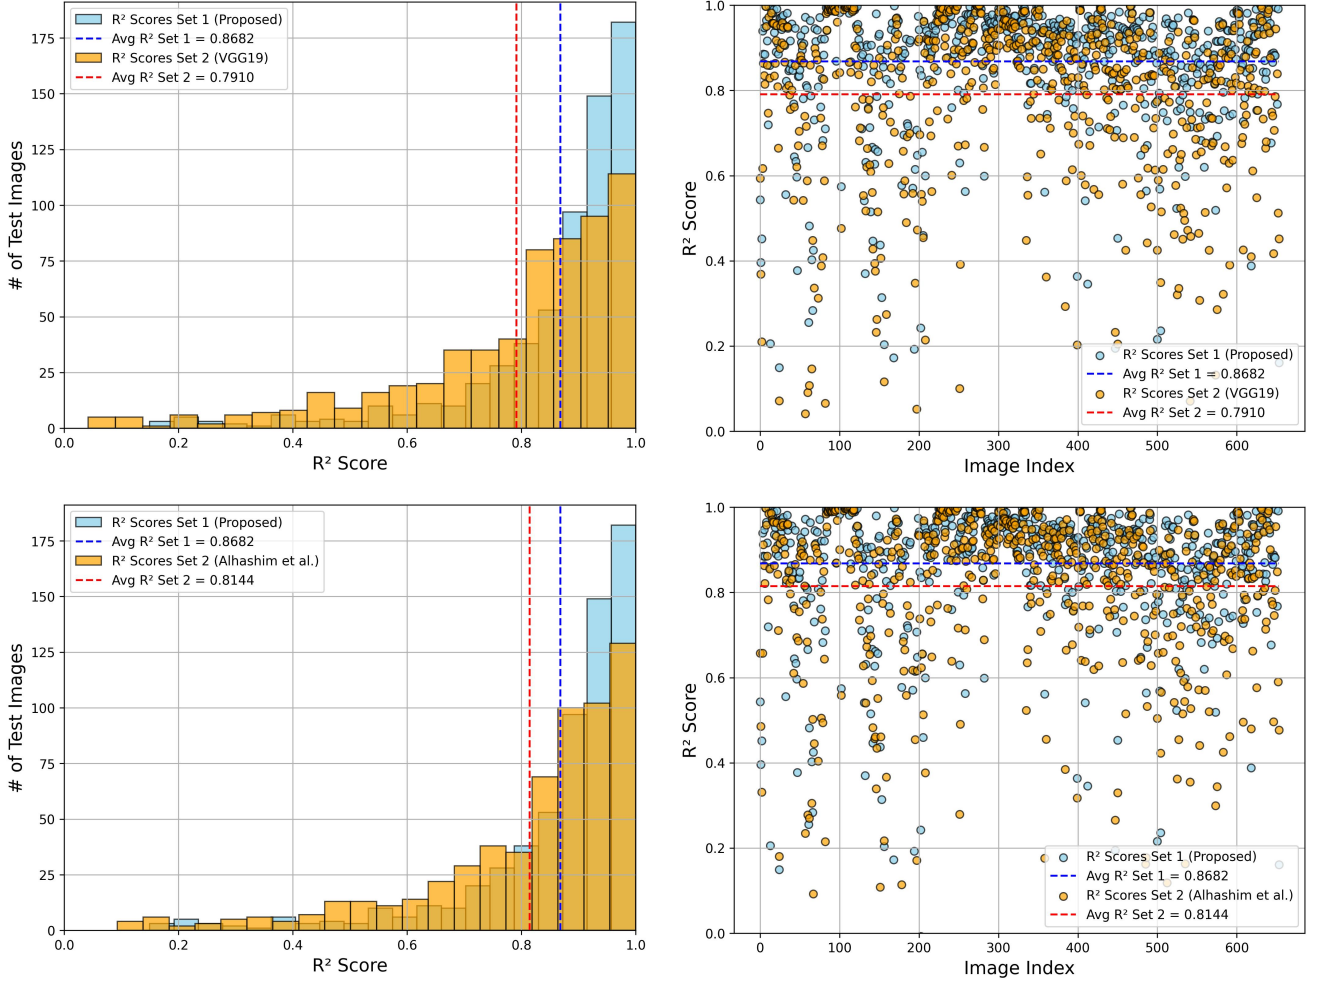 R² Scores Set 1 (Proposed)
Avg R² Set 1 = 0.8682
R² Scores Set 2 (VGG19)
Avg R² Set 2 = 0.7910
175
150
125
100
75
50
25
0
# of Test Images
0.0 0.2 0.4 0.6 0.8 1.0
R² Score
1.0
0.8
0.6
0.4
0.2
0.0
R² Score
R² Scores Set 1 (Proposed)
Avg R² Set 1 = 0.8682
R² Scores Set 2 (VGG19)
Avg R² Set 2 = 0.7910
0 100 200 300 400 500 600
Image Index
R² Scores Set 1 (Proposed)
Avg R² Set 1 = 0.8682
R² Scores Set 2 (Alhashim et al.)
Avg R² Set 2 = 0.8144
175
150
125
100
75
50
25
0
# of Test Images
0.0 0.2 0.4 0.6 0.8 1.0
R² Score
1.0
0.8
0.6
0.4
0.2
0.0
R² Score
R² Scores Set 1 (Proposed)
Avg R² Set 1 = 0.8682
R² Scores Set 2 (Alhashim et al.)
Avg R² Set 2 = 0.8144
0 100 200 300 400 500 600
Image Index